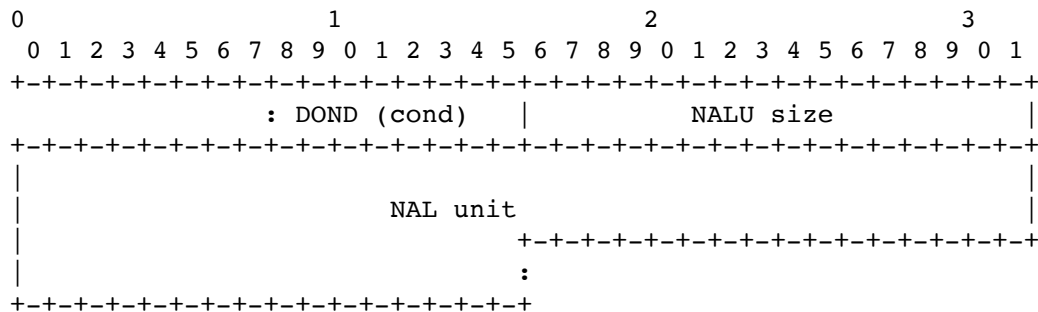 0                   1                   2                   3
 0 1 2 3 4 5 6 7 8 9 0 1 2 3 4 5 6 7 8 9 0 1 2 3 4 5 6 7 8 9 0 1
+-+-+-+-+-+-+-+-+-+-+-+-+-+-+-+-+-+-+-+-+-+-+-+-+-+-+-+-+-+-+-+-+
                : DOND (cond)   |          NALU size            |
+-+-+-+-+-+-+-+-+-+-+-+-+-+-+-+-+-+-+-+-+-+-+-+-+-+-+-+-+-+-+-+-+
|                                                               |
|                       NAL unit                                |
|                               +-+-+-+-+-+-+-+-+-+-+-+-+-+-+-+-+
|                               :
+-+-+-+-+-+-+-+-+-+-+-+-+-+-+-+-+